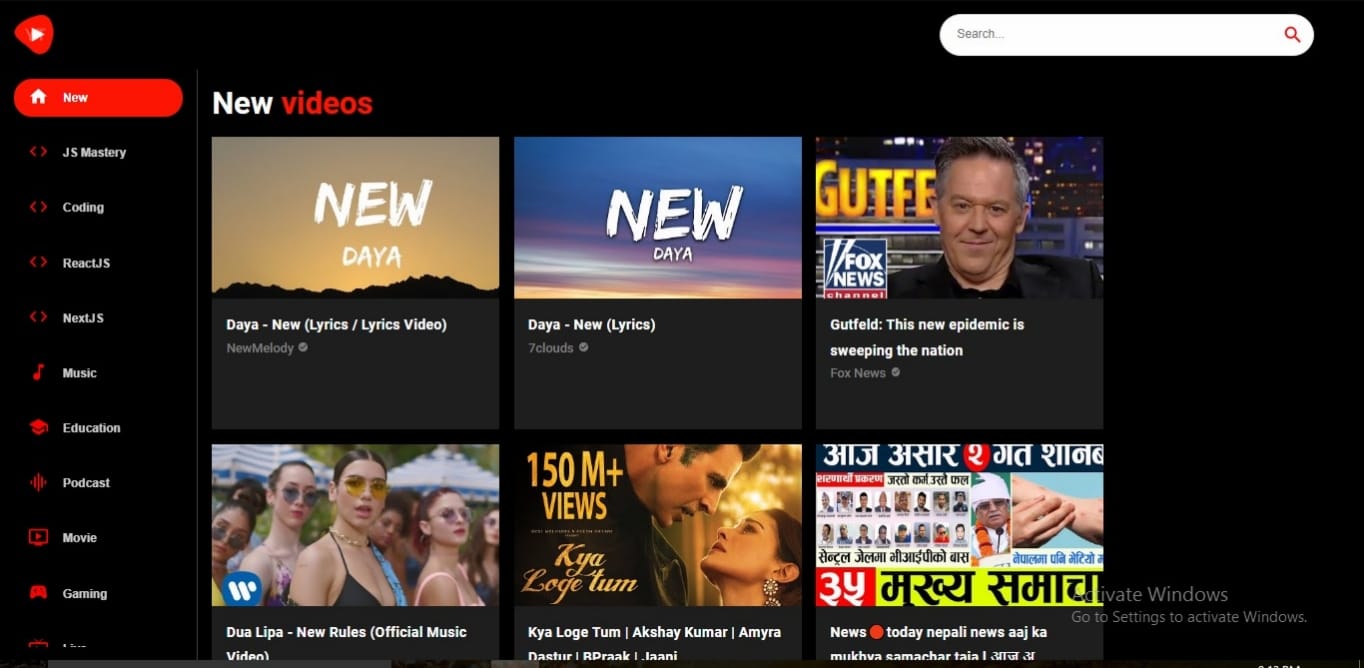 Search...
New
JS Mastery
Coding
ReactJS
NextJS
Music
Education
Podcast
Movie
Gaming
New videos
NEW
DAYA
Daya - New (Lyrics / Lyrics Video)
NewMelody
NEW
DAYA
Daya - New (Lyrics)
7clouds
GUTFE
FOX
NEWS
channel
Gutfeld: This new epidemic is
sweeping the nation
Fox News
Dua Lipa - New Rules (Official Music
Video)
150 M+
VIEWS
Kya
Loge tum
Kya Loge Tum | Akshay Kumar | Amyra
Dastur | BPraak | Jaani
आज असार २ गत शानब
शरणार्थी प्रकरण जस्तो कर्म उस्तै फल
सेन्ट्रल जेलमा भीआईपीको बास
नेपालमा पनि भेटियो
३५ मुख्य समाचा
News🔴today nepali news aaj ka
mukhya samachar taja l आज अ
Activate Windows
Go to Settings to activate Windows.